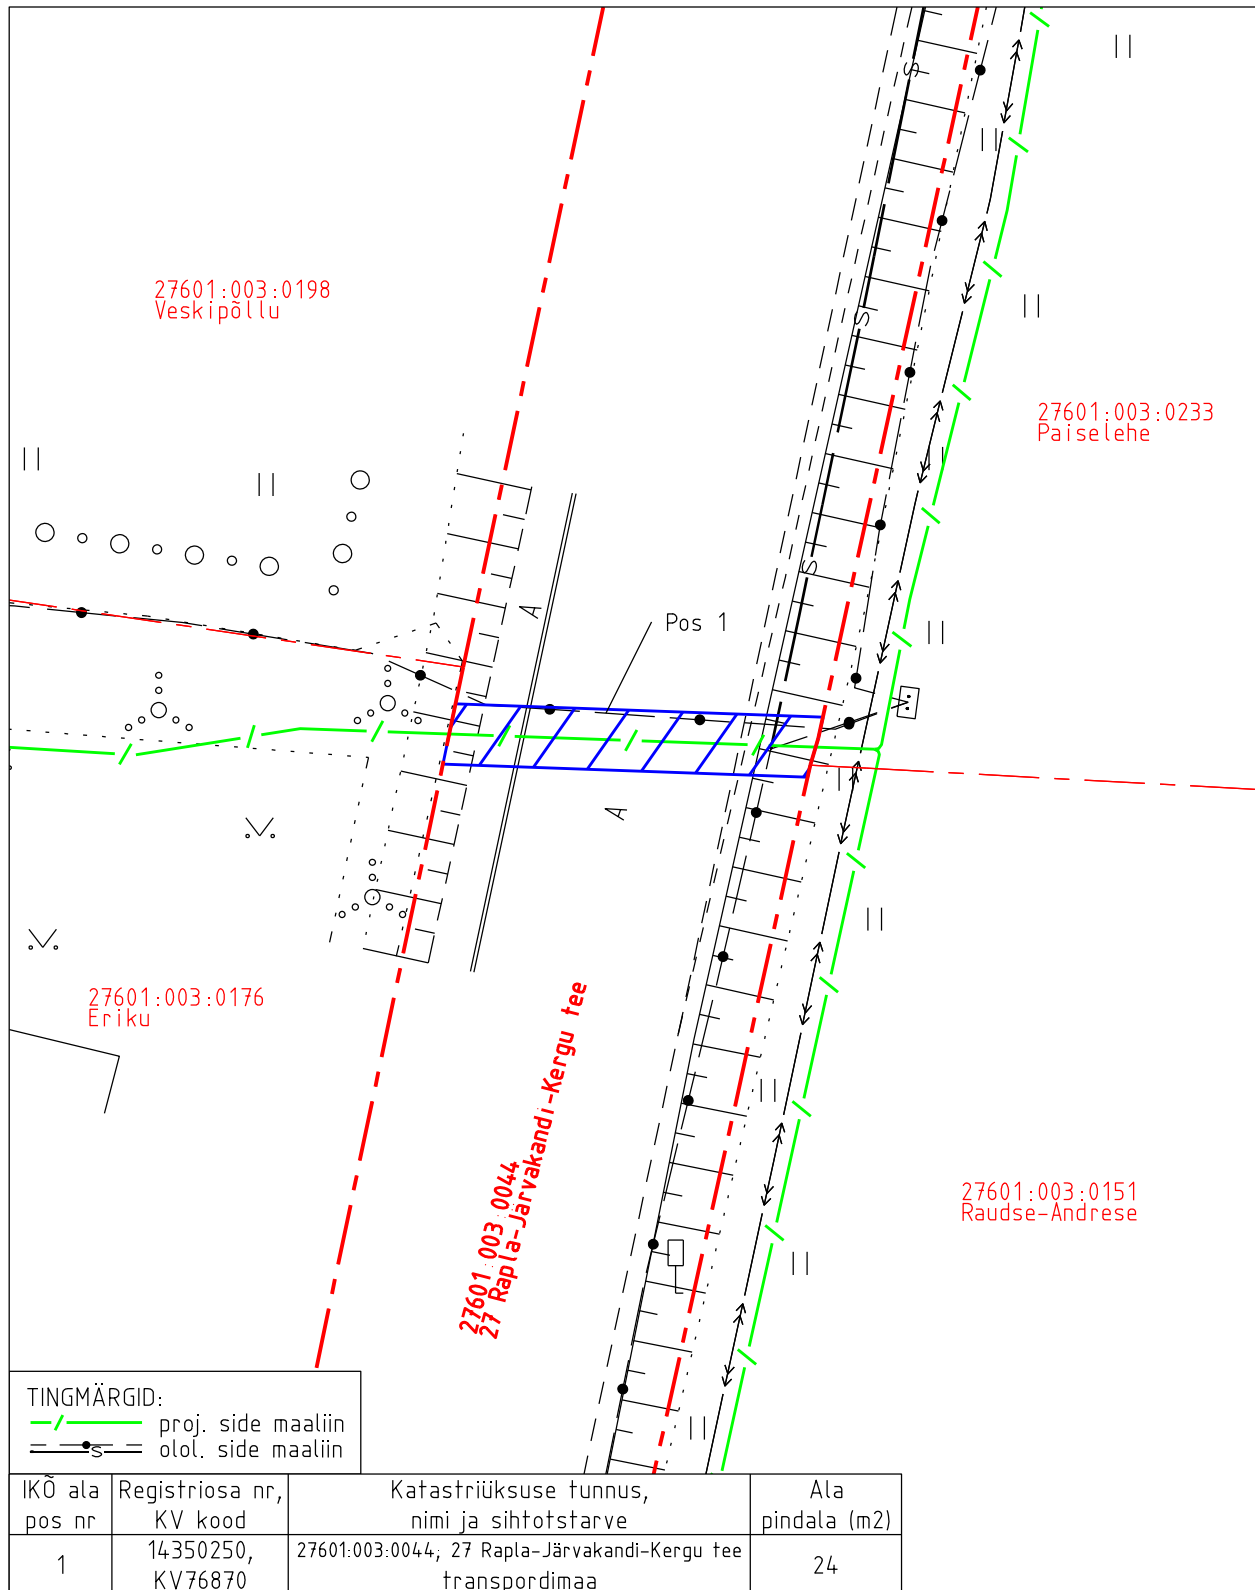 27601:003:0198
Veskipõllu
27601:003:0233
Paiselehe
Pos 1
S
S
S
A
A
27601:003:0176
Eriku
27601:003:0044
27 Rapla-Järvakandi-Kergu tee
27601:003:0151
Raudse-Andrese
TINGMÄRGID:
proj. side maaliin
S
olol. side maaliin
IKÕ ala
pos nr
Registriosa nr,
KV kood
Katastriüksuse tunnus,
nimi ja sihtotstarve
Ala
pindala (m2)
1
14350250,
KV76870
27601:003:0044; 27 Rapla-Järvakandi-Kergu tee
transpordimaa
24